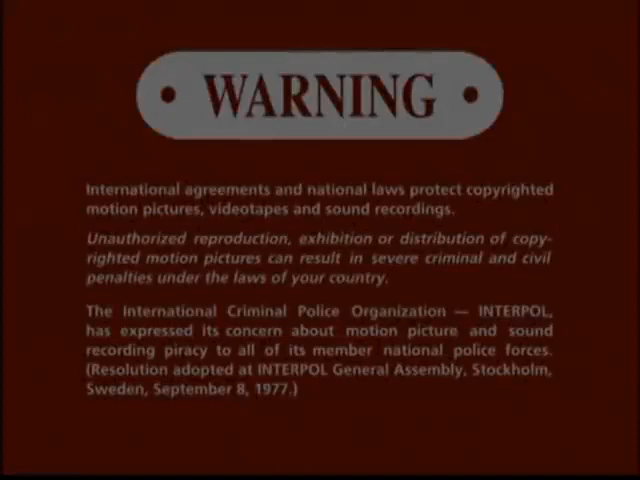 • WARNING •
International agreements and national laws protect copyrighted
motion pictures, videotapes and sound recordings.
Unauthorized reproduction, exhibition or distribution of copy-
righted motion pictures can result in severe criminal and civil
penalties under the laws of your country.
The International Criminal Police Organization — INTERPOL,
has expressed its concern about motion picture and sound
recording piracy to all of its member national police forces.
(Resolution adopted at INTERPOL General Assembly, Stockholm,
Sweden, September 8, 1977.)